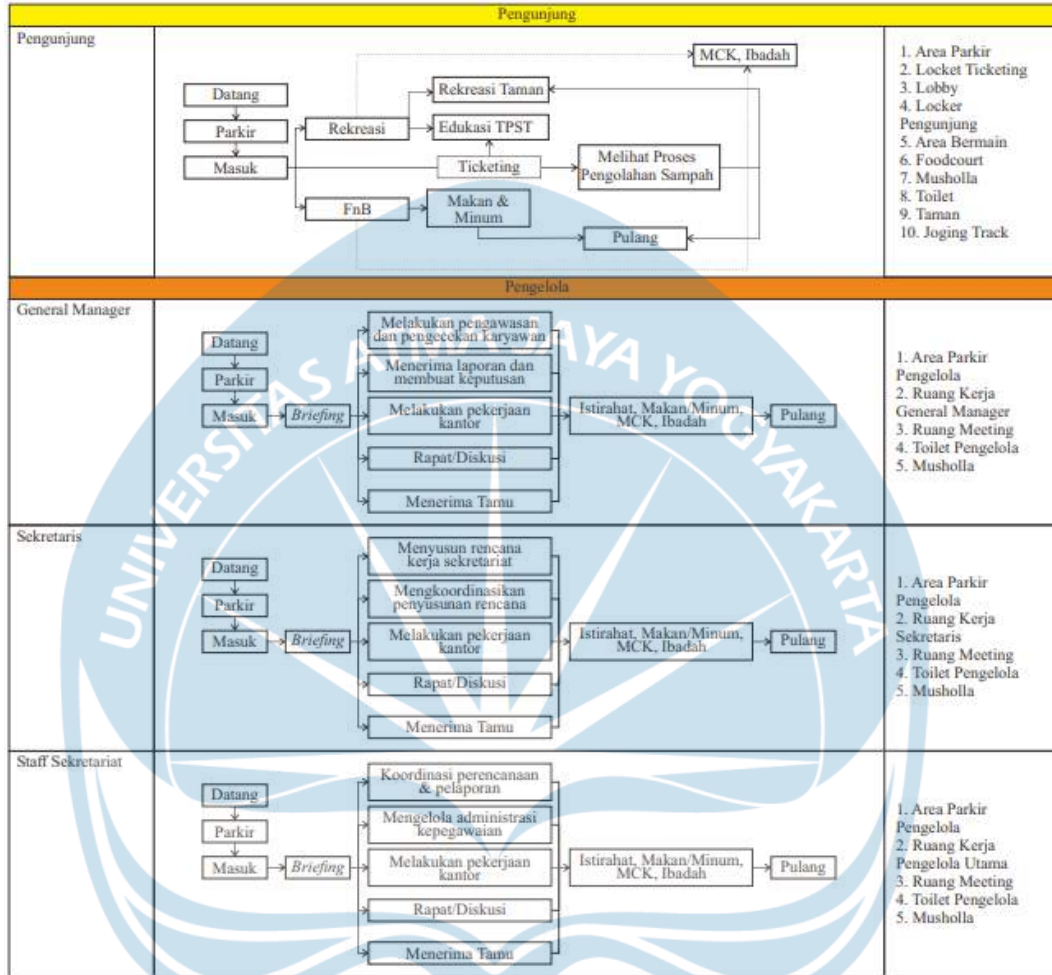 Pengunjung
Pengunjung
MCK, Ibadah
Datang
Rekreasi Taman
Parkir
Rekreasi
Edukasi TPST
Masuk
Ticketing
Melihat Proses
Pengolahan Sampah
FnB
Makan &
Minum
Pulang
1. Area Parkir
2. Locket Ticketing
3. Lobby
4. Locker
Pengunjung
5. Area Bermain
6. Foodcourt
7. Musholla
8. Toilet
9. Taman
10. Joging Track
Pengelola
General Manager
Datang
Parkir
Masuk
Briefing
Melakukan pengawasan
dan pengecekan karyawan
Menerima laporan dan
membuat keputusan
Melakukan pekerjaan
kantor
Rapat/Diskusi
Menerima Tamu
Istirahat, Makan/Minum,
MCK, Ibadah
Pulang
1. Area Parkir
Pengelola
2. Ruang Kerja
General Manager
3. Ruang Meeting
4. Toilet Pengelola
5. Musholla
Sekretaris
Datang
Parkir
Masuk
Briefing
Menyusun rencana
kerja sekretariat
Mengkoordinasikan
penyusunan rencana
Melakukan pekerjaan
kantor
Rapat/Diskusi
Menerima Tamu
Istirahat, Makan/Minum,
MCK, Ibadah
Pulang
1. Area Parkir
Pengelola
2. Ruang Kerja
Sekretaris
3. Ruang Meeting
4. Toilet Pengelola
5. Musholla
Staff Sekretariat
Datang
Parkir
Masuk
Briefing
Koordinasi perencanaan
& pelaporan
Mengelola administrasi
kepegawaian
Melakukan pekerjaan
kantor
Rapat/Diskusi
Menerima Tamu
Istirahat, Makan/Minum,
MCK, Ibadah
Pulang
1. Area Parkir
Pengelola
2. Ruang Kerja
Pengelola Utama
3. Ruang Meeting
4. Toilet Pengelola
5. Musholla
UNIVERSITAS ATMA JAYA YOGYAKARTA